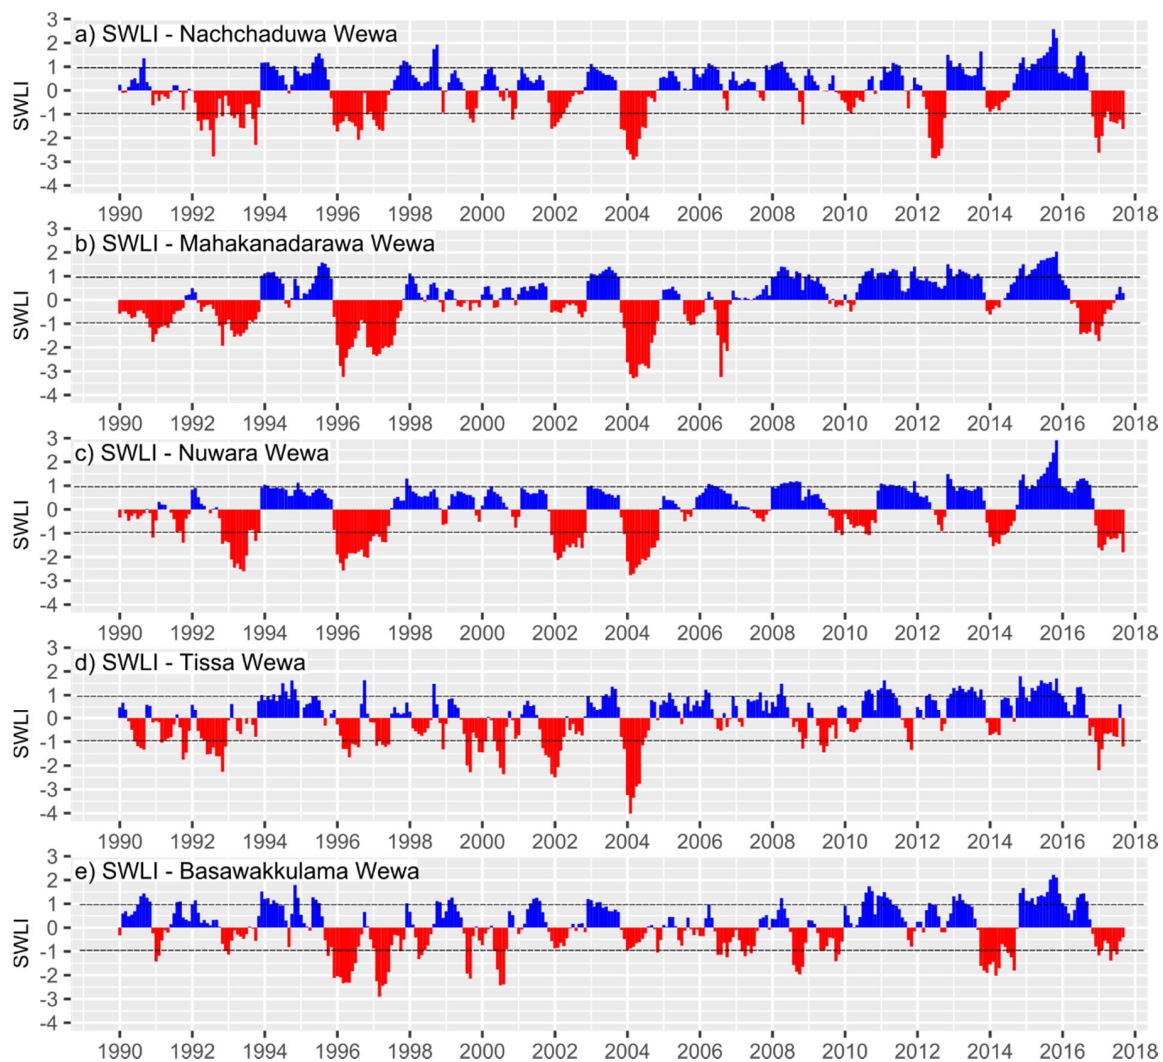 a) SWLI - Nachchaduwa Wewa
3
2
1
0
-1
-2
-3
-4
SWLI
1990 1992 1994 1996 1998 2000 2002 2004 2006 2008 2010 2012 2014 2016 2018
b) SWLI - Mahakanadarawa Wewa
3
2
1
0
-1
-2
-3
-4
SWLI
1990 1992 1994 1996 1998 2000 2002 2004 2006 2008 2010 2012 2014 2016 2018
c) SWLI - Nuwara Wewa
3
2
1
0
-1
-2
-3
-4
SWLI
1990 1992 1994 1996 1998 2000 2002 2004 2006 2008 2010 2012 2014 2016 2018
d) SWLI - Tissa Wewa
3
2
1
0
-1
-2
-3
-4
SWLI
1990 1992 1994 1996 1998 2000 2002 2004 2006 2008 2010 2012 2014 2016 2018
e) SWLI - Basawakkulama Wewa
3
2
1
0
-1
-2
-3
-4
SWLI
1990 1992 1994 1996 1998 2000 2002 2004 2006 2008 2010 2012 2014 2016 2018